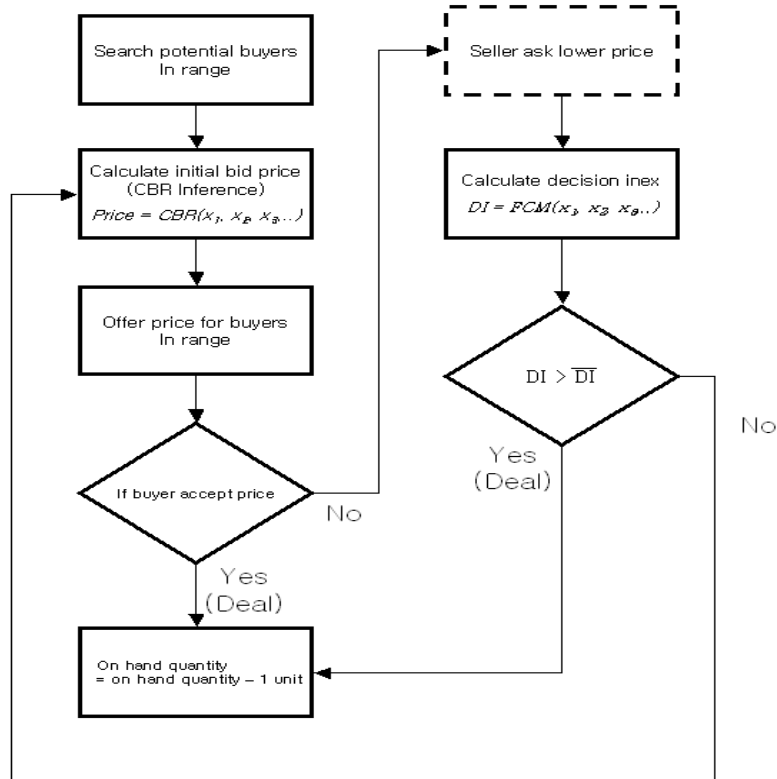 Search potential buyers
In range
Calculate initial bid price
(CBR Inference)
Price = CBR(x₁, x₂, x₃...)
Offer price for buyers
In range
If buyer accept price
No
Yes
(Deal)
On hand quantity
= on hand quantity – 1 unit
Seller ask lower price
Calculate decision inex
DI = FCM(x₁, x₂, x₃...)
DI > D̅I̅
No
Yes
(Deal)